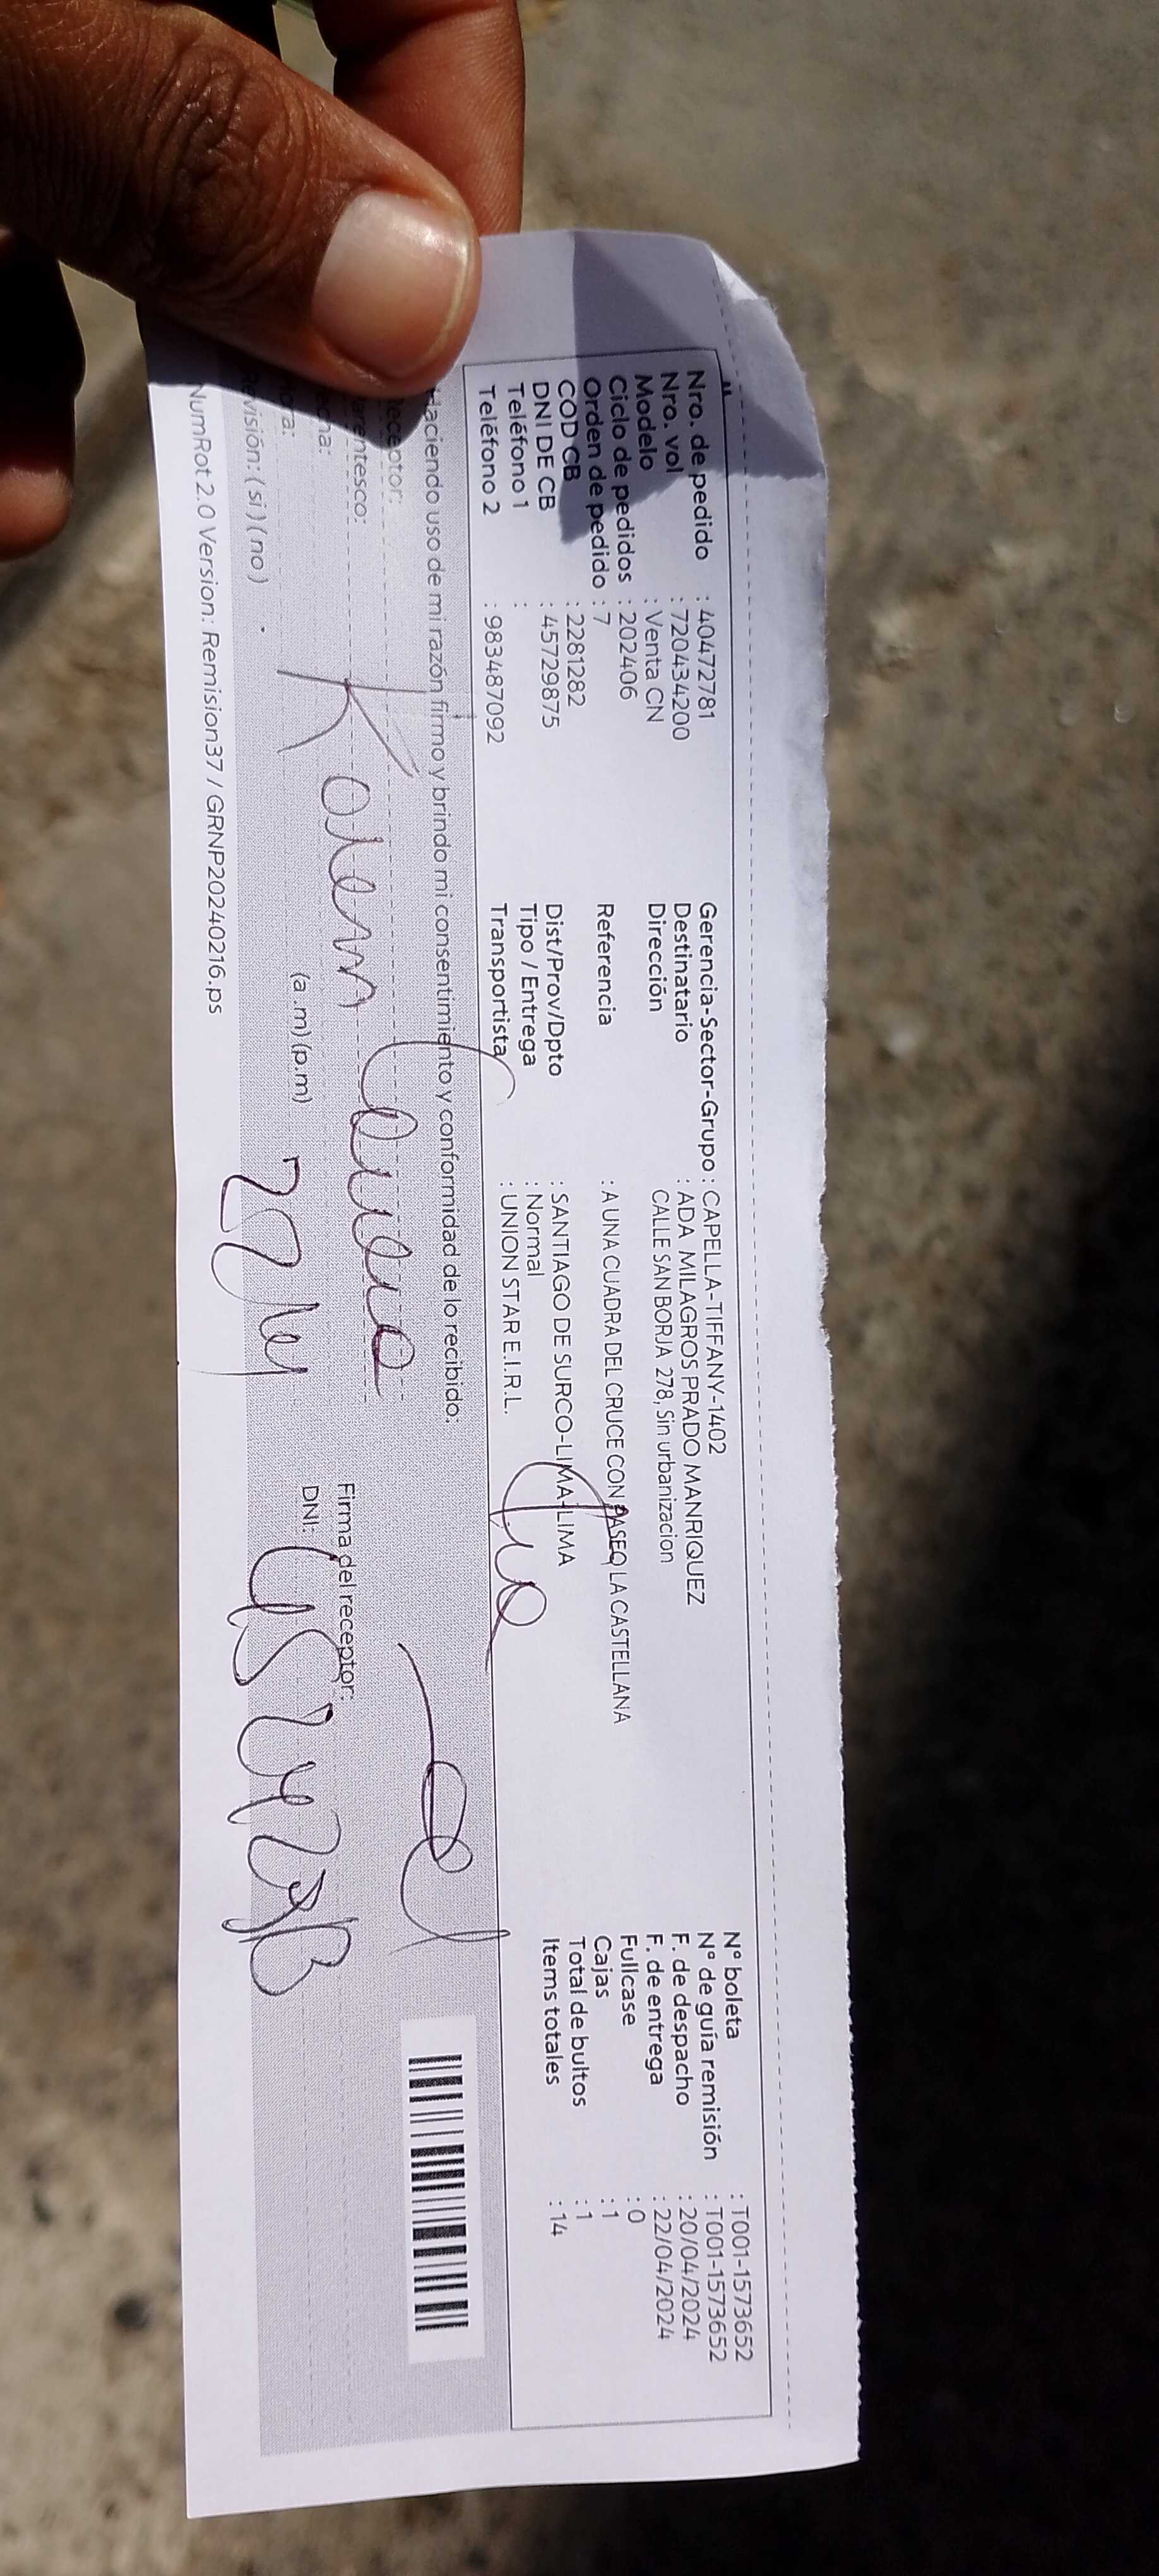 Nro. de pedido : 40472781
Nro. vol : 720434200
Modelo : Venta CN
Ciclo de pedidos : 202406
Orden de pedido : 7
COD CB : 2281282
DNI DE CB : 45729875
Teléfono 1 :
Teléfono 2 : 983487092
Gerencia-Sector-Grupo : CAPELLA-TIFFANY-1402
Destinatario : ADA MILAGROS PRADO MANRIQUEZ
Dirección CALLE SAN BORJA 278, Sin urbanizacion
Referencia : A UNA CUADRA DEL CRUCE CON PASEO LA CASTELLANA
Dist/Prov/Dpto : SANTIAGO DE SURCO-LIMA-LIMA
Tipo / Entrega : Normal
Transportista : UNION STAR E.I.R.L.
N° boleta : T001-1573652
N° de guía remisión : T001-1573652
F. de despacho : 20/04/2024
F. de entrega : 22/04/2024
Fullcase : 0
Cajas : 1
Total de bultos : 1
Items totales : 14
Haciendo uso de mi razón firmo y brindo mi consentimiento y conformidad de lo recibido:
Receptor:
arentesco:
Firma del receptor:
(a.m) (p.m)
DNI:
visión: ( si ) ( no )
NumRot 2.0 Version: Remision37 / GRNP20240216.ps